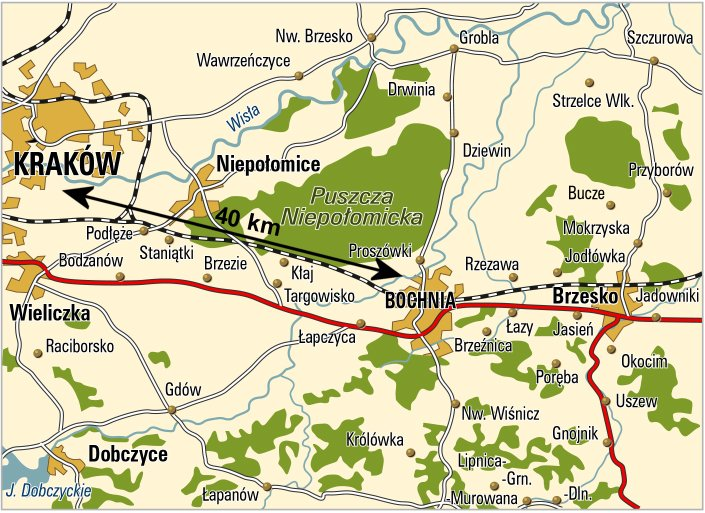 Nw. Brzesko
Grobla
Szczurowa
Wawrzeńczyce
Drwinia
Strzelce Wlk.
Wisła
Dziewin
KRAKÓW
Niepołomice
Przyborów
Puszcza
Niepołomicka
Bucze
40 km
Mokrzyska
Podłęże
Staniątki
Proszówki
Jodłówka
Bodzanów
Brzezie
Kłaj
Rzezawa
Targowisko
BOCHNIA
Brzesko
Jadowniki
Wieliczka
Łapczyca
Łazy
Jasień
Brzeźnica
Raciborsko
Okocim
Poręba
Gdów
Uszew
Nw. Wiśnicz
Królówka
Gnojnik
Dobczyce
Lipnica-
-Grn.
J. Dobczyckie
Łapanów
-Murowana
-Dln.